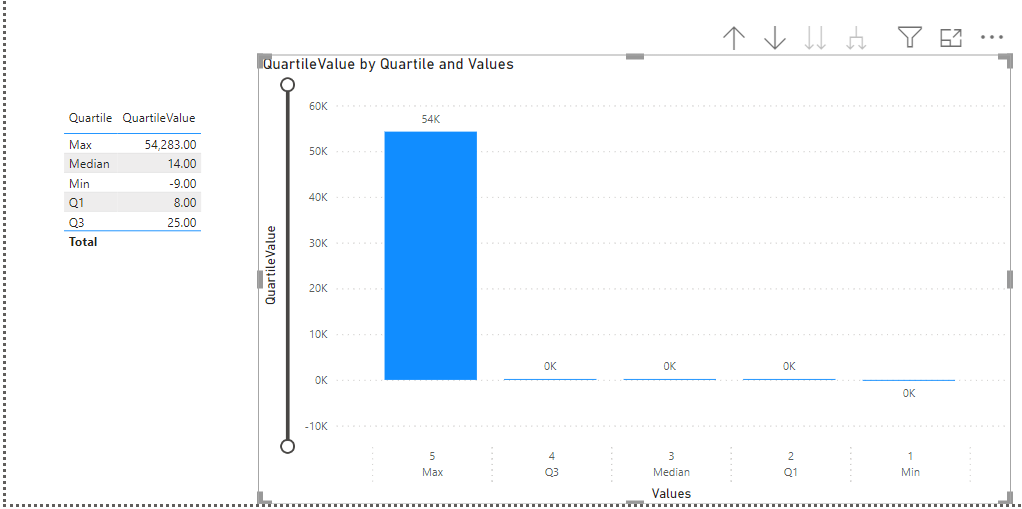 QuartileValue by Quartile and Values
Quartile QuartileValue
Max 54,283.00
Median 14.00
Min -9.00
Q1 8.00
Q3 25.00
Total
QuartileValue
60K
50K
40K
30K
20K
10K
0K
-10K
54K
0K
0K
0K
0K
5 4 3 2 1
Max Q3 Median Q1 Min
Values